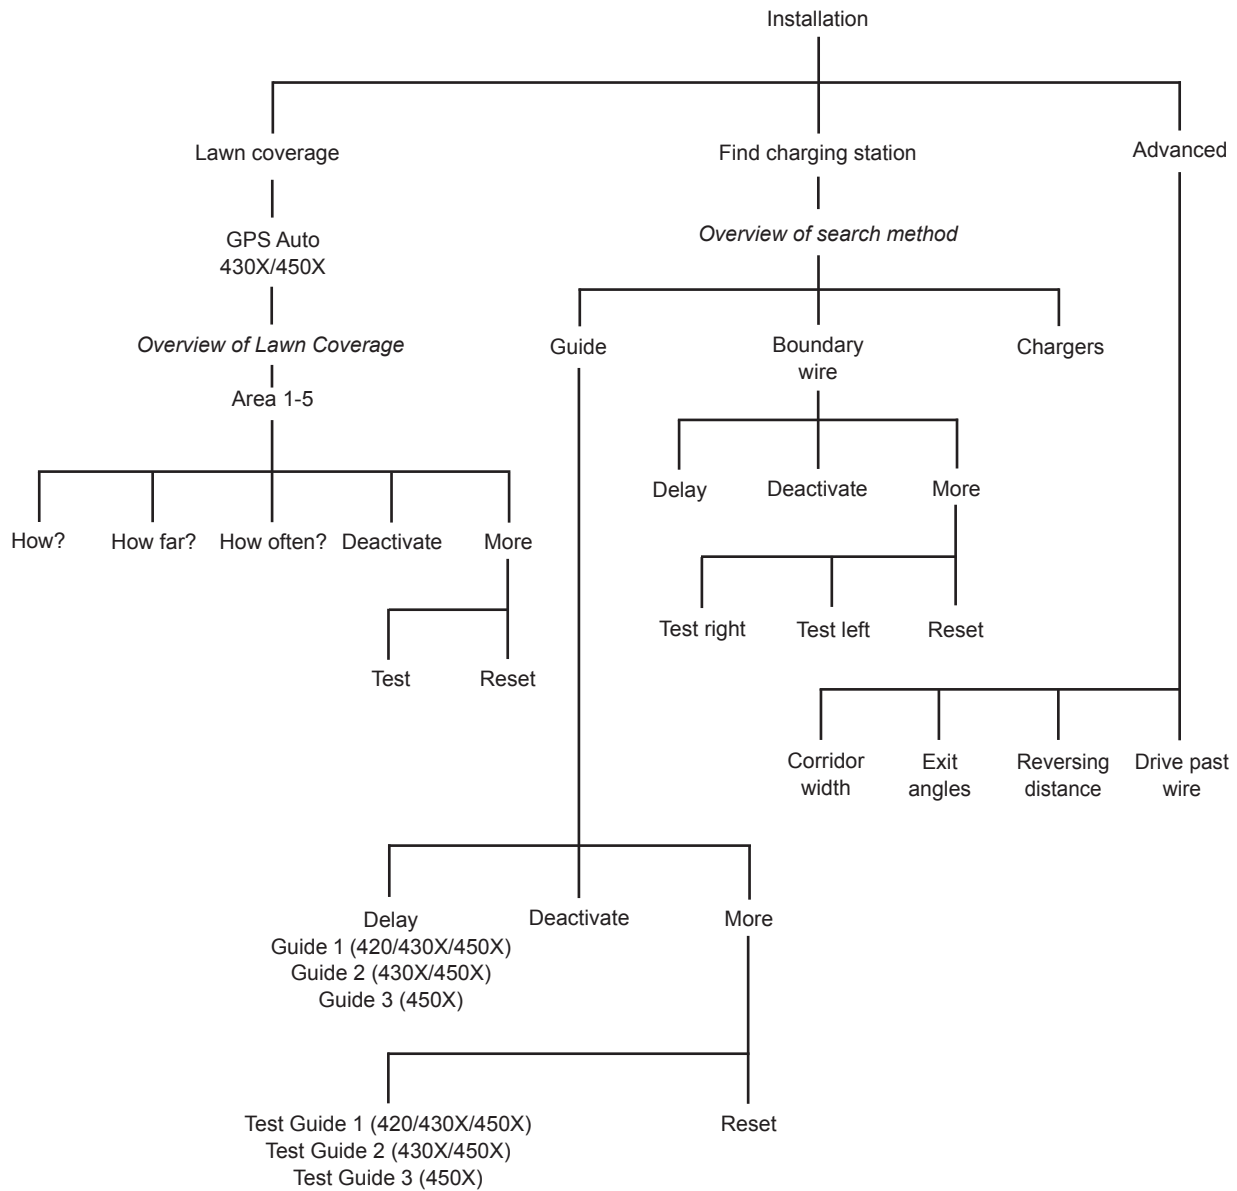 Installation
Lawn coverage
Find charging station
Advanced
GPS Auto
430X/450X
Overview of search method
Overview of Lawn Coverage
Guide
Boundary
wire
Chargers
Area 1-5
Delay
Deactivate
More
How?
How far?
How often?
Deactivate
More
Test right
Test left
Reset
Test
Reset
Corridor
width
Exit
angles
Reversing
distance
Drive past
wire
Delay
Guide 1 (420/430X/450X)
Guide 2 (430X/450X)
Guide 3 (450X)
Deactivate
More
Test Guide 1 (420/430X/450X)
Test Guide 2 (430X/450X)
Test Guide 3 (450X)
Reset